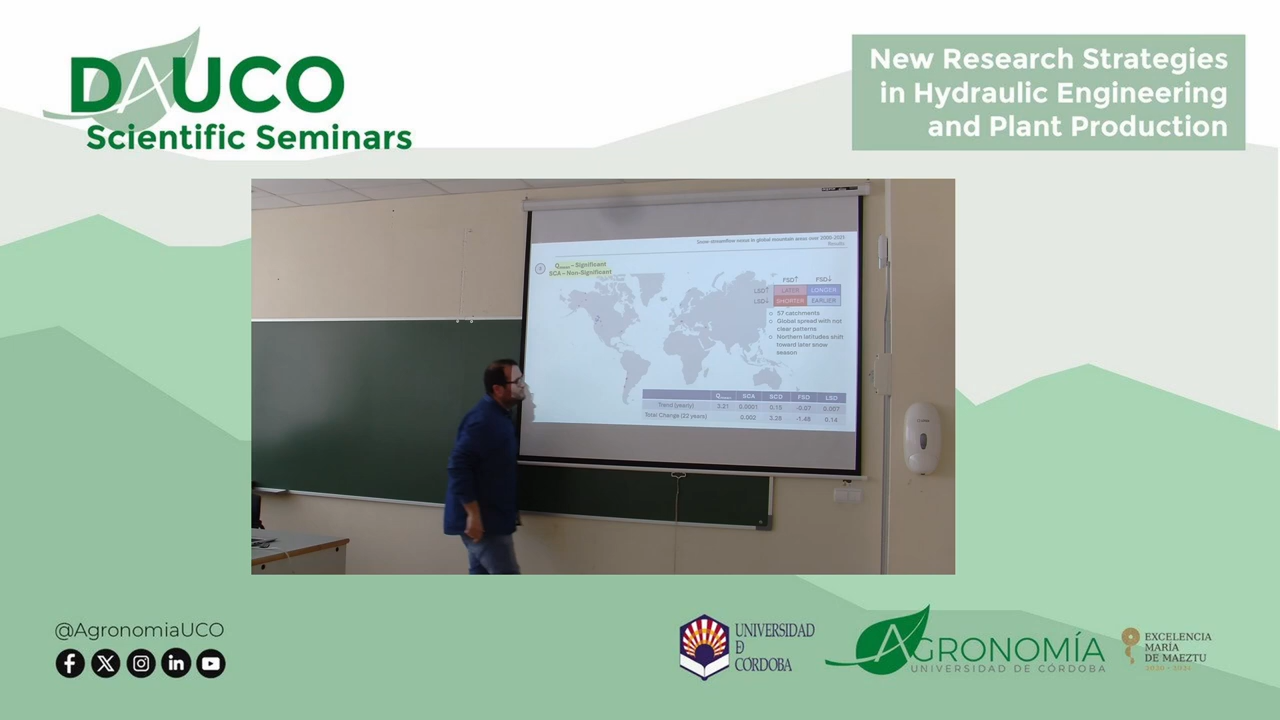 DAUCO
Scientific Seminars
New Research Strategies
in Hydraulic Engineering
and Plant Production
Snow-streamflow nexus in global mountain areas over 2000-2021
Results
3
Q – Significant
SCA – Non-Significant
FSD↑ FSD↓
LSD↑ LATER LONGER
LSD↓ SHORTER EARLIER
57 catchments
Global spread with not
clear patterns
Northern latitudes shift
toward later snow
season
Q SCA SCD FSD LSD
Trend (yearly) 3.21 0.0001 0.15 -0.07 0.007
Total Change (22 years) 0.002 3.28 -1.48 0.14
@AgronomiaUCO
UNIVERSIDAD
DE
CÓRDOBA
AGRONOMÍA
UNIVERSIDAD DE CÓRDOBA
EXCELENCIA
MARÍA
DE MAEZTU